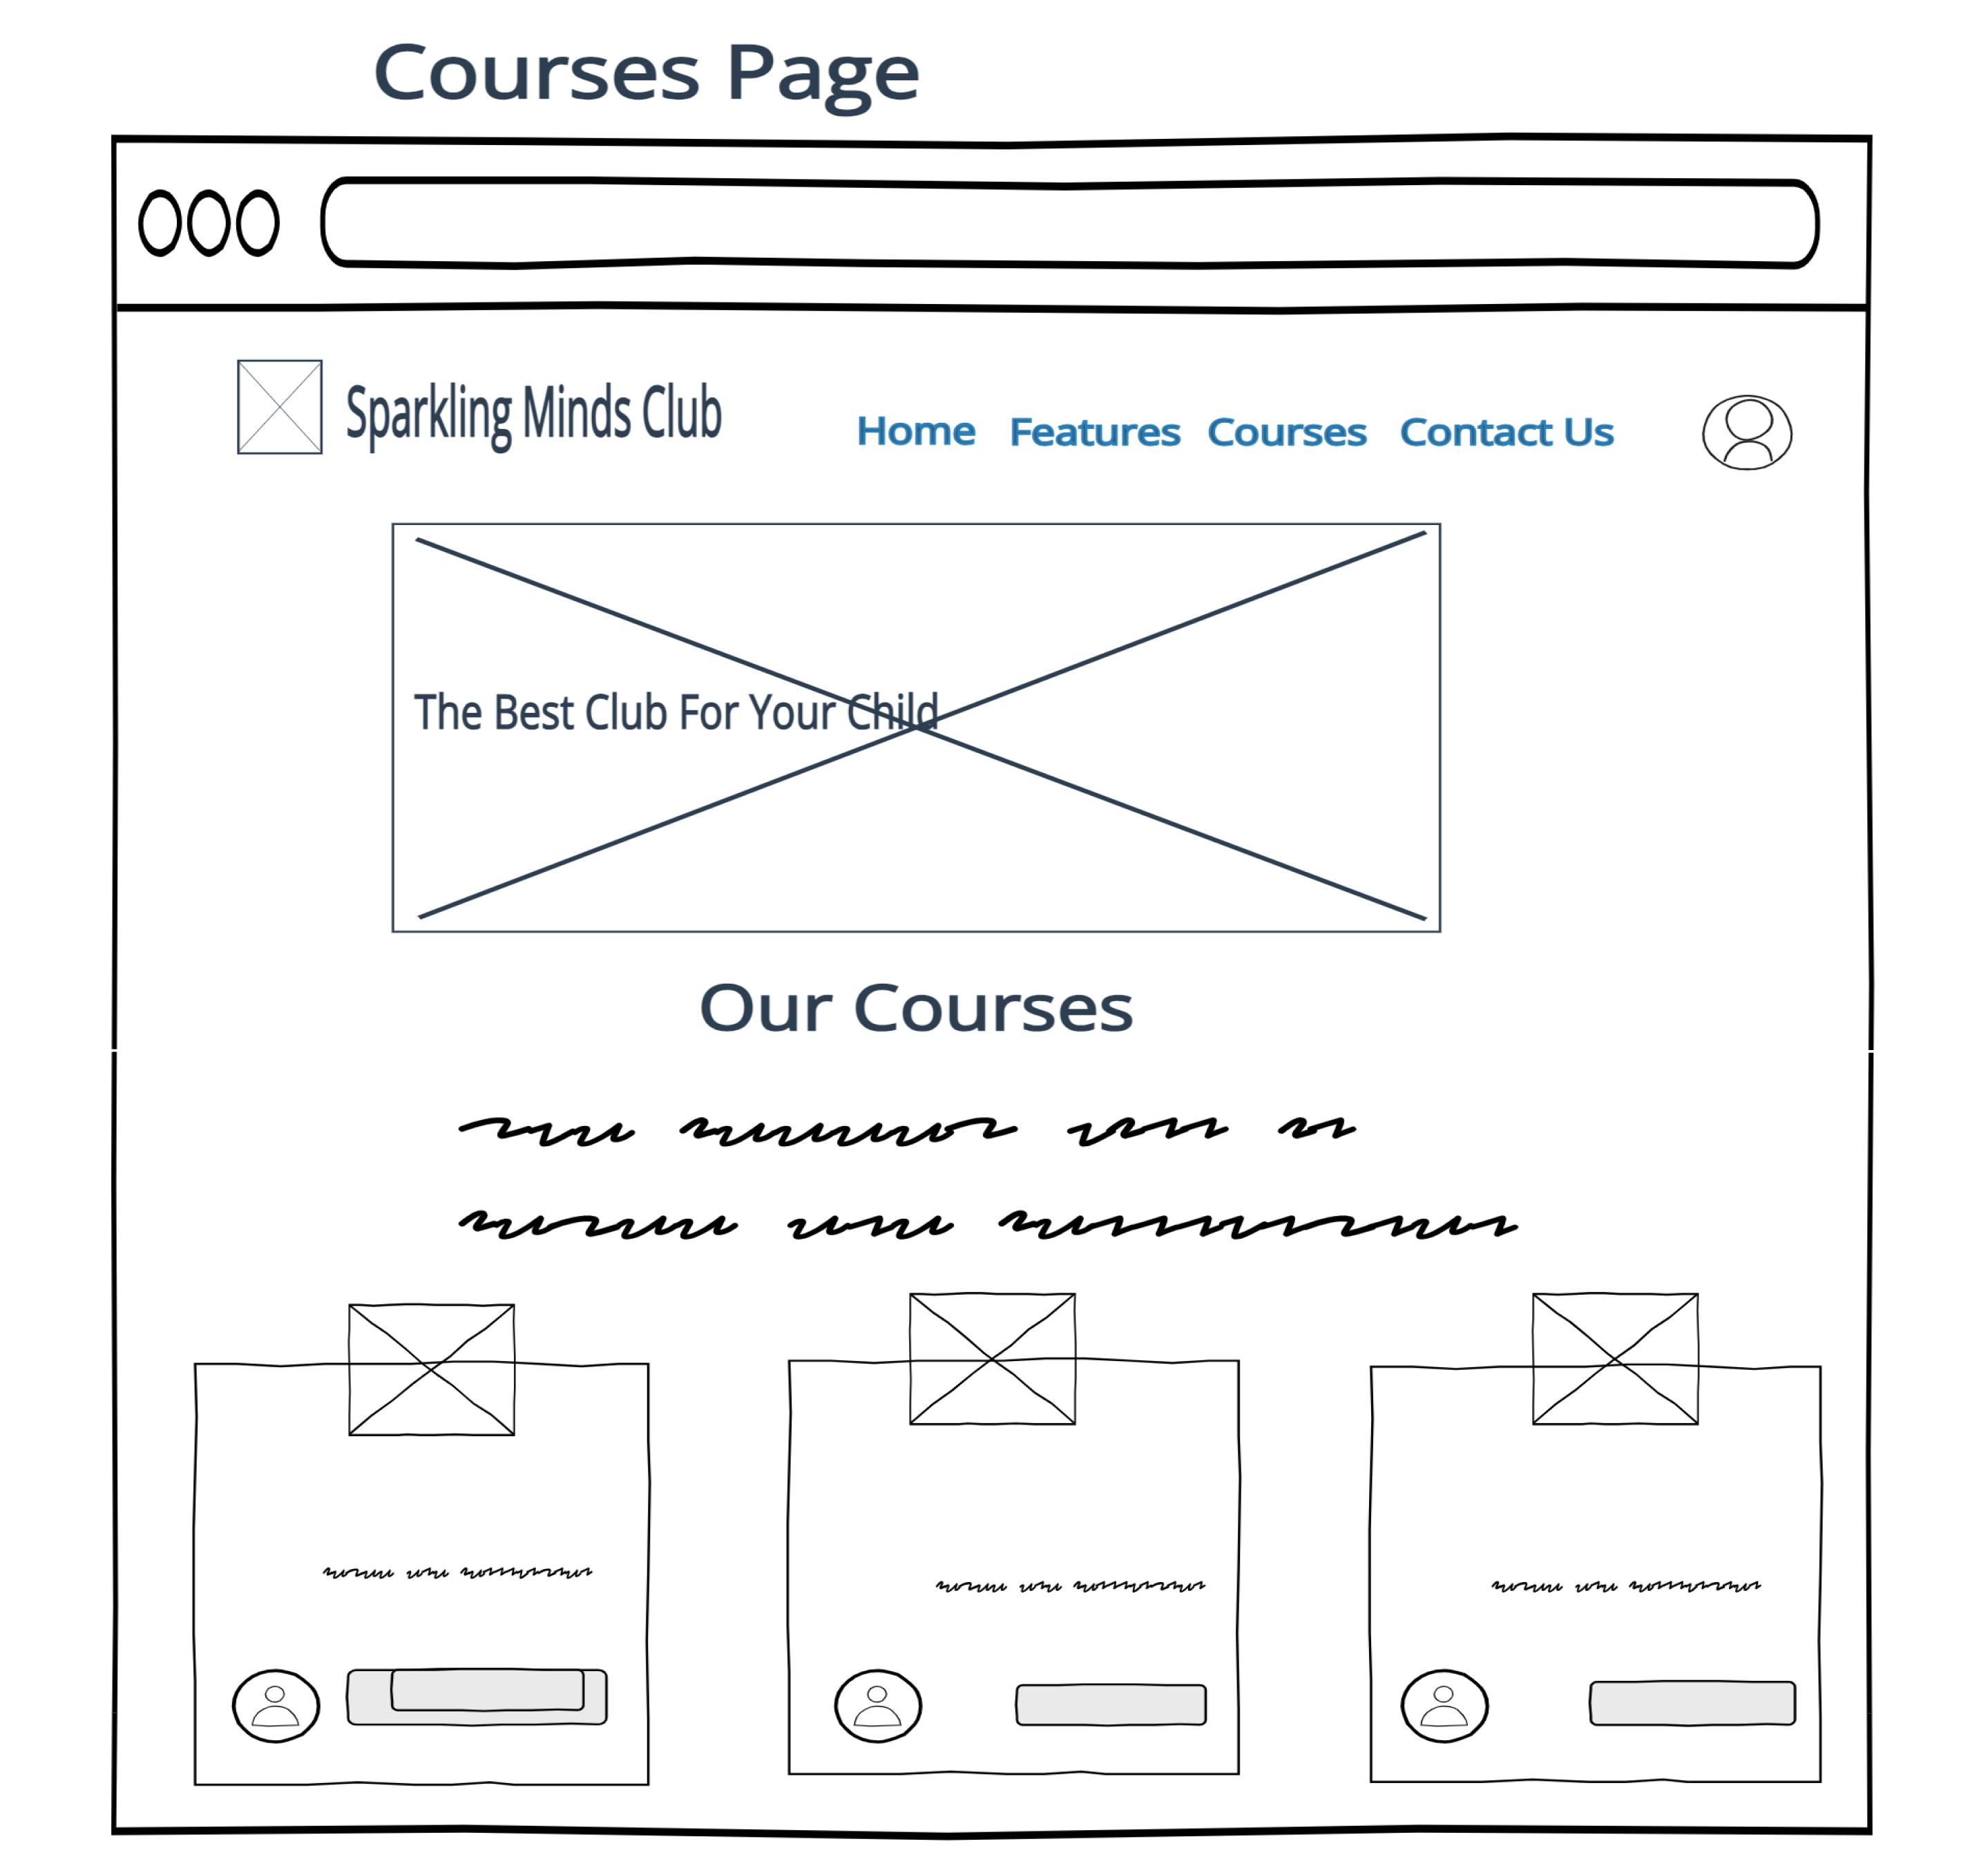 Courses Page
Sparkling Minds Club
Home Features Courses Contact Us
The Best Club For Your Child
Our Courses